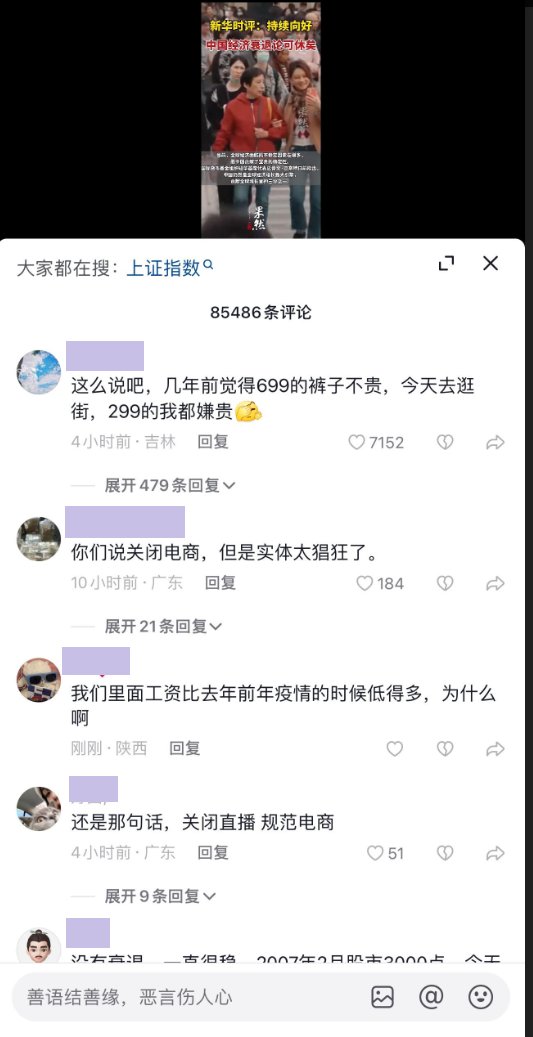 新华时评：持续向好
中国经济衰退论可休矣
果然
大家都在搜：上证指数
85486条评论
这么说吧，几年前觉得699的裤子不贵，今天去逛
街，299的我都嫌贵
4小时前·吉林 回复 7152
展开479条回复
你们说关闭电商，但是实体太猖狂了。
10小时前·广东 回复 184
展开21条回复
我们里面工资比去年前年疫情的时候低得多，为什么
啊
刚刚·陕西 回复
还是那句话，关闭直播 规范电商
4小时前·广东 回复 51
展开9条回复
没有衰退，一直很稳，2007年2月股市3000点，今天
善语结善缘，恶言伤人心